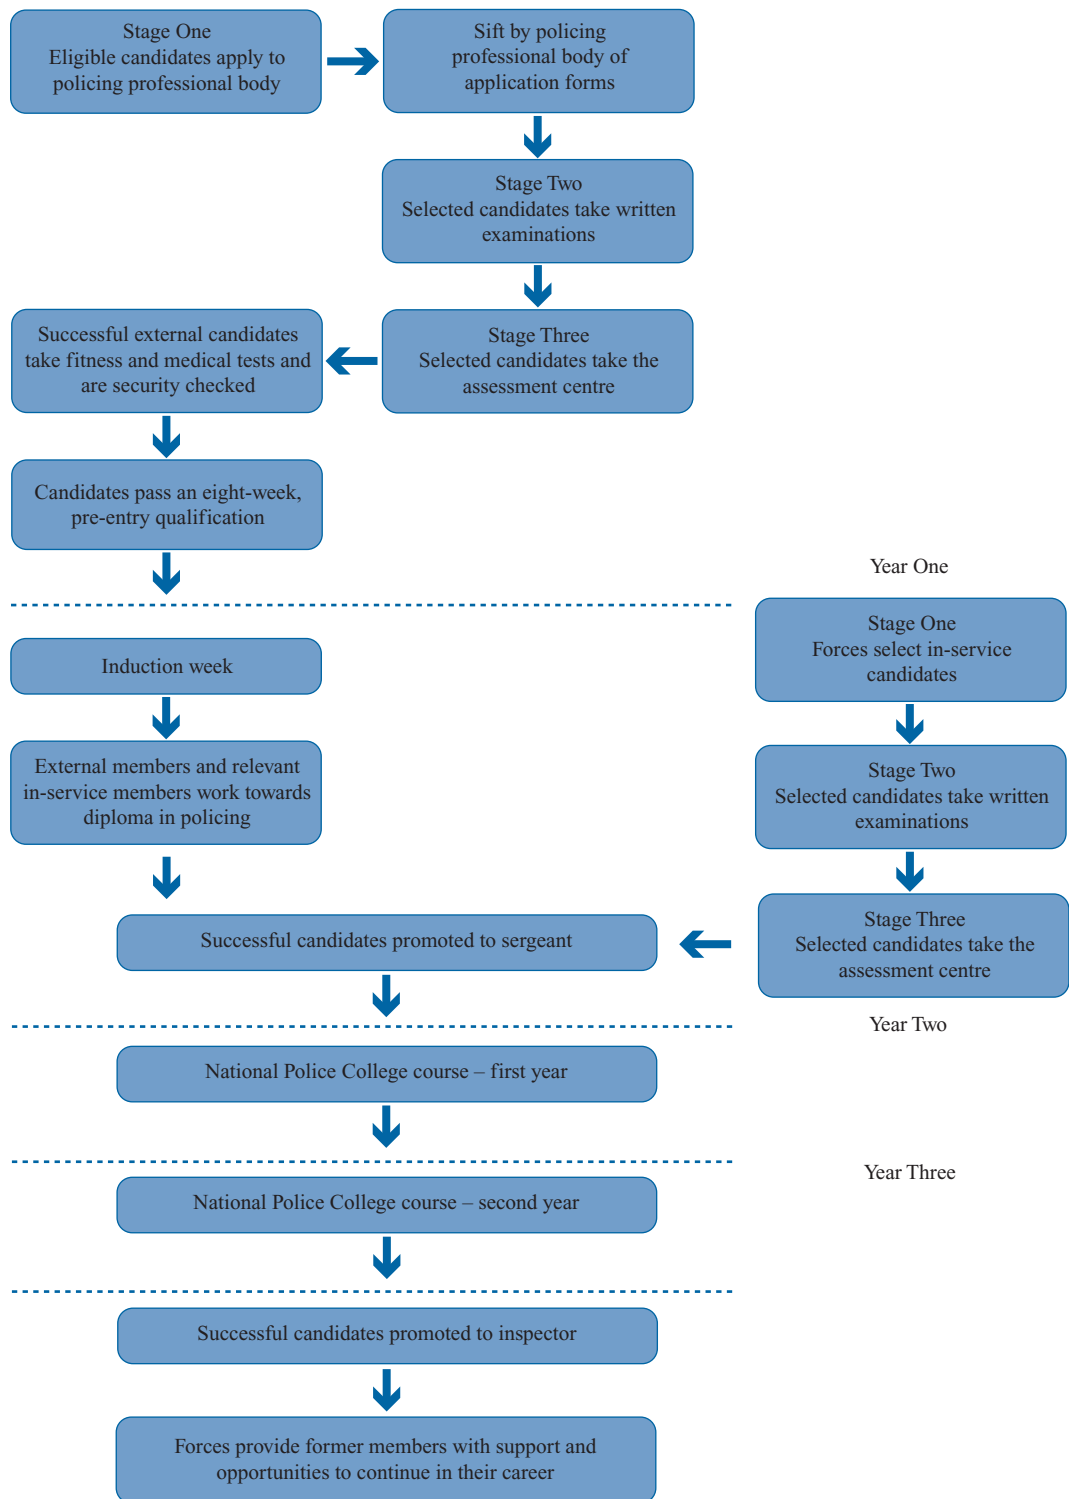 Stage One
Eligible candidates apply to
policing professional body
Sift by policing
professional body of
application forms
Stage Two
Selected candidates take written
examinations
Stage Three
Selected candidates take the
assessment centre
Successful external candidates
take fitness and medical tests and
are security checked
Candidates pass an eight-week,
pre-entry qualification
Year One
Induction week
External members and relevant
in-service members work towards
diploma in policing
Stage One
Forces select in-service
candidates
Stage Two
Selected candidates take written
examinations
Stage Three
Selected candidates take the
assessment centre
Successful candidates promoted to sergeant
Year Two
National Police College course – first year
Year Three
National Police College course – second year
Successful candidates promoted to inspector
Forces provide former members with support and
opportunities to continue in their career